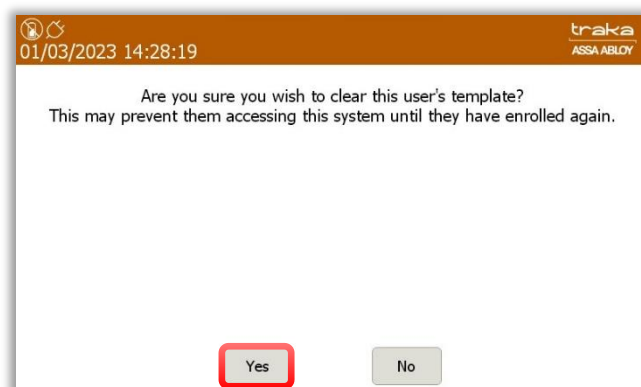 traka
01/03/2023 14:28:19
ASSA ABLOY
Are you sure you wish to clear this user's template?
This may prevent them accessing this system until they have enrolled again.
Yes
No